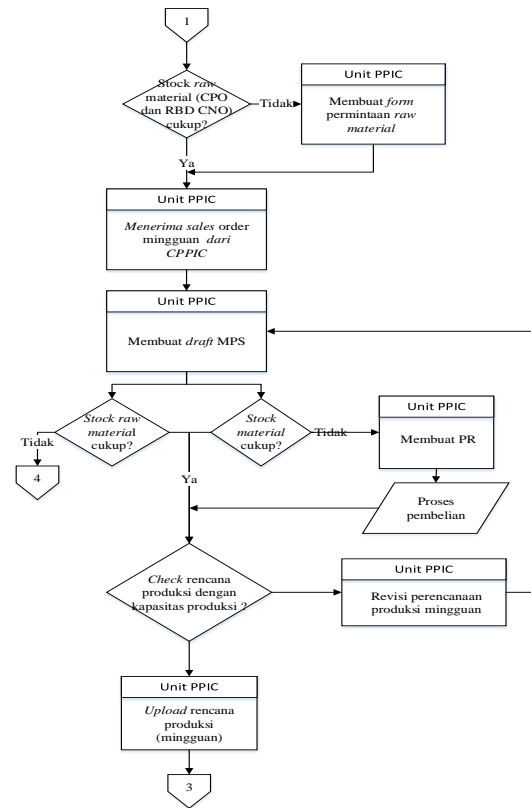 1
Stock raw
material (CPO
dan RBD CNO)
cukup?
Tidak
Unit PPIC
Membuat form
permintaan raw
material
Ya
Unit PPIC
Menerima sales order
mingguan dari
CPPIC
Unit PPIC
Membuat draft MPS
Stock raw
material
cukup?
Tidak
4
Stock
material
cukup?
Tidak
Unit PPIC
Membuat PR
Ya
Proses
pembelian
Check rencana
produksi dengan
kapasitas produksi ?
Unit PPIC
Revisi perencanaan
produksi mingguan
Unit PPIC
Upload rencana
produksi
(mingguan)
3